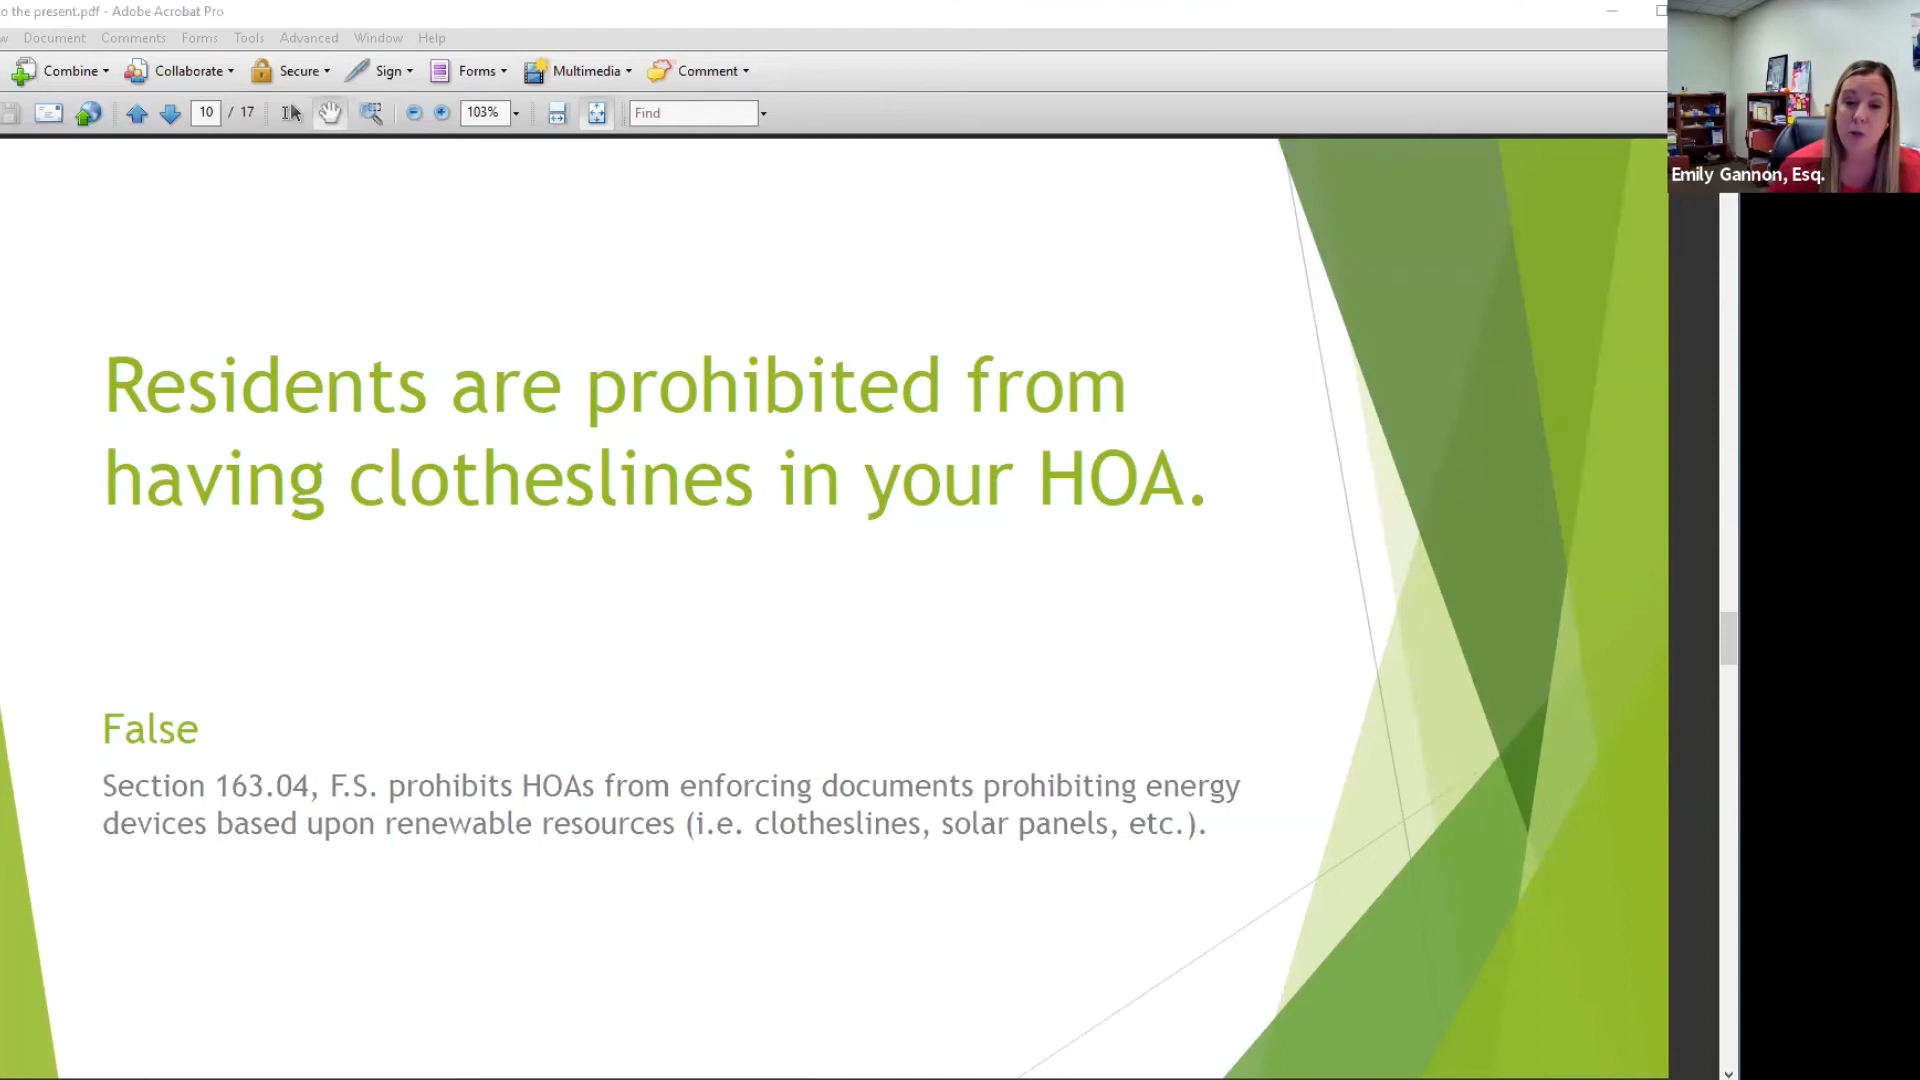 o the present.pdf - Adobe Acrobat Pro
w Document Comments Forms Tools Advanced Window Help
Combine Collaborate Secure Sign Forms Multimedia Comment
10 / 17 103% Find
Emily Gannon, Esq.
Residents are prohibited from
having clotheslines in your HOA.
False
Section 163.04, F.S. prohibits HOAs from enforcing documents prohibiting energy
devices based upon renewable resources (i.e. clotheslines, solar panels, etc.).